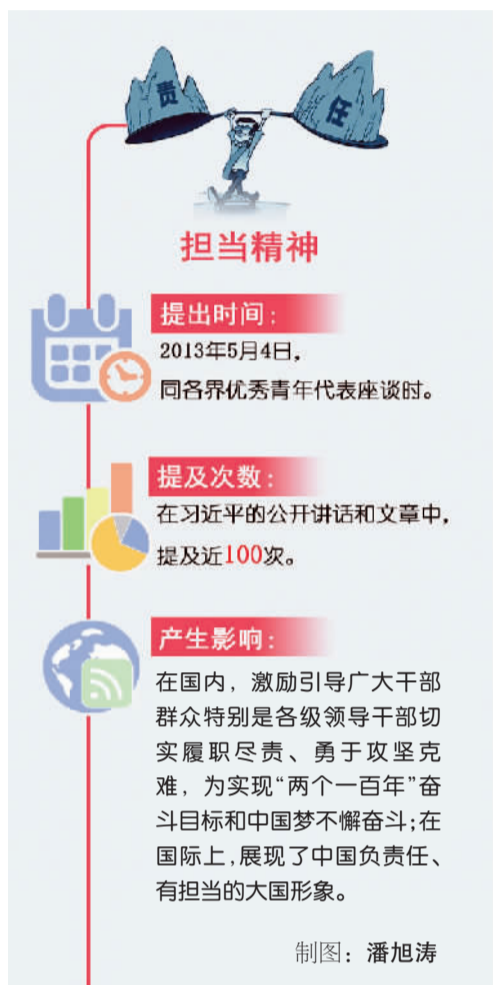 责
任
担当精神
提出时间：
2013年5月4日，
同各界优秀青年代表座谈时。
提及次数：
在习近平的公开讲话和文章中，
提及近100次。
产生影响：
在国内，激励引导广大干部
群众特别是各级领导干部切
实履职尽责、勇于攻坚克
难，为实现“两个一百年”奋
斗目标和中国梦不懈奋斗；在
国际上，展现了中国负责任、
有担当的大国形象。
制图：潘旭涛